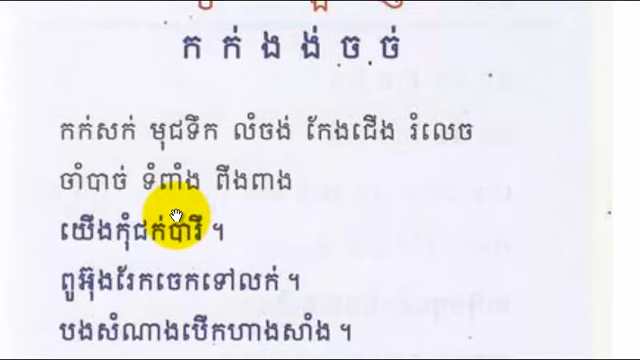 ក ក់ ង ង់ ច ច់
កក់សក់ មុជទឹក លំចង់ កែងជើង រំលេច
ចាំបាច់ ទំពាំង ពីងពាង
យើងកុំជក់បារី ។
ពូអ៊ុងរែកចេកទៅលក់ ។
បងសំណាងបើកហាងសាំង ។